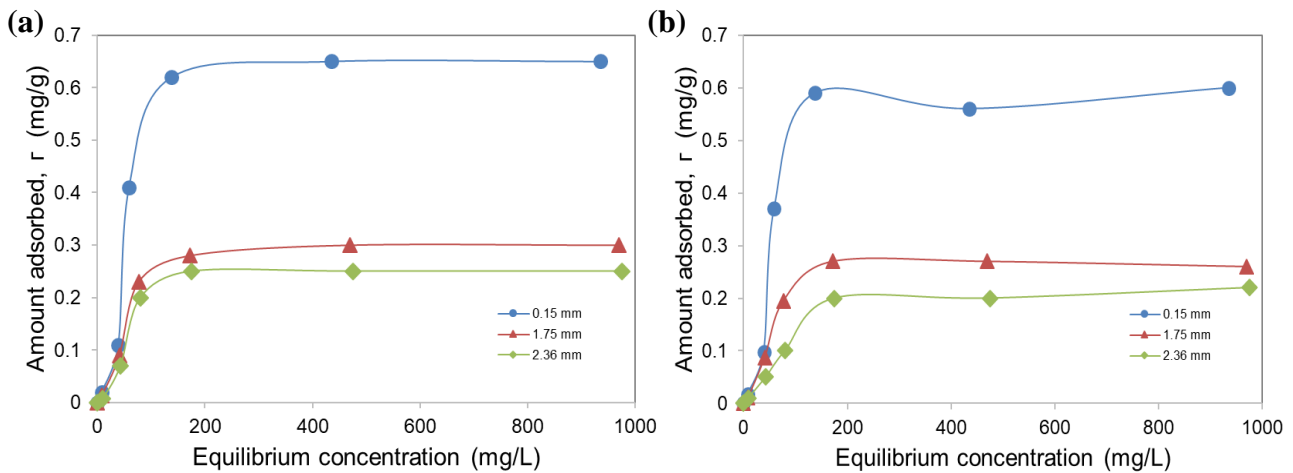 (a)
Amount adsorbed, г (mg/g)
0.7
0.6
0.5
0.4
0.3
0.2
0.1
0
0.15 mm
1.75 mm
2.36 mm
0 200 400 600 800 1000
Equilibrium concentration (mg/L)
(b)
Amount adsorbed, г (mg/g)
0.7
0.6
0.5
0.4
0.3
0.2
0.1
0
0.15 mm
1.75 mm
2.36 mm
0 200 400 600 800 1000
Equilibrium concentration (mg/L)